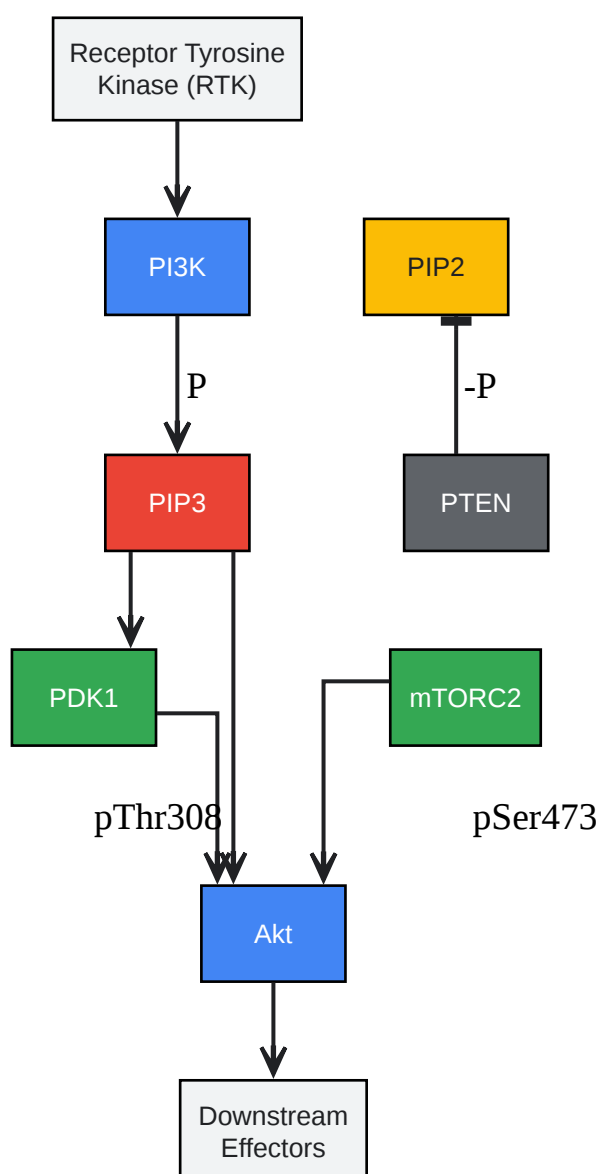 Receptor Tyrosine
Kinase (RTK)
PI3K
PIP2
P
-P
PIP3
PTEN
PDK1
mTORC2
pThr308
pSer473
Akt
Downstream
Effectors